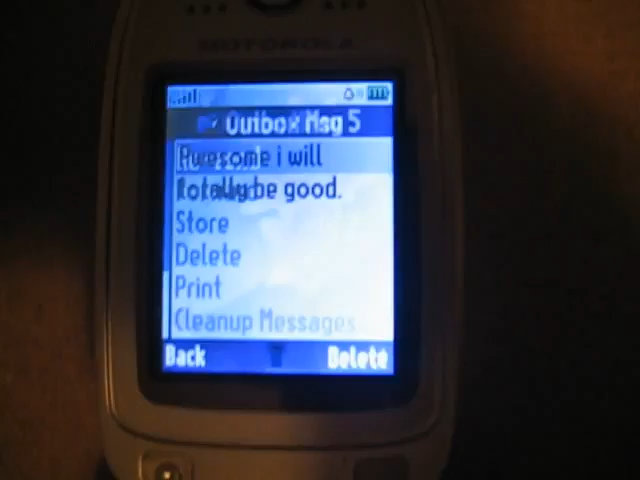 MOTOROLA
Outbox Msg 5
Awesome i will
totally be good.
Store
Delete
Print
Cleanup Messages
Back
Delete